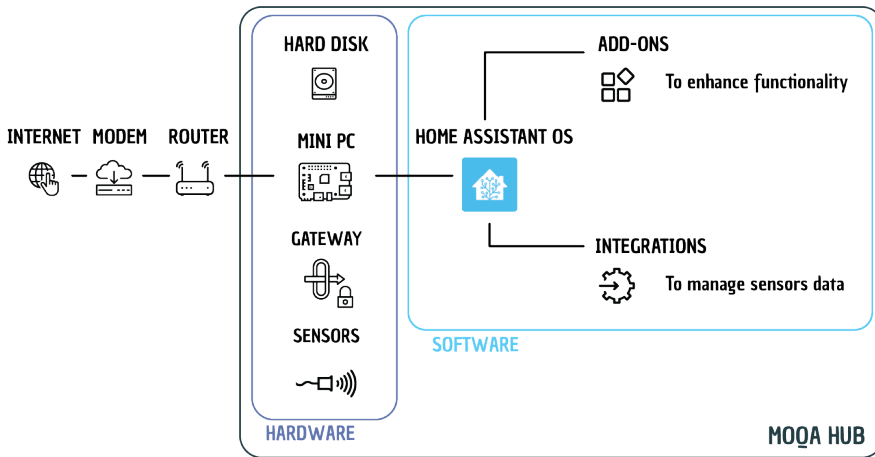 HARD DISK
ADD-ONS
To enhance functionality
INTERNET MODEM ROUTER
MINI PC
HOME ASSISTANT OS
GATEWAY
INTEGRATIONS
To manage sensors data
SENSORS
SOFTWARE
HARDWARE
MOQA HUB